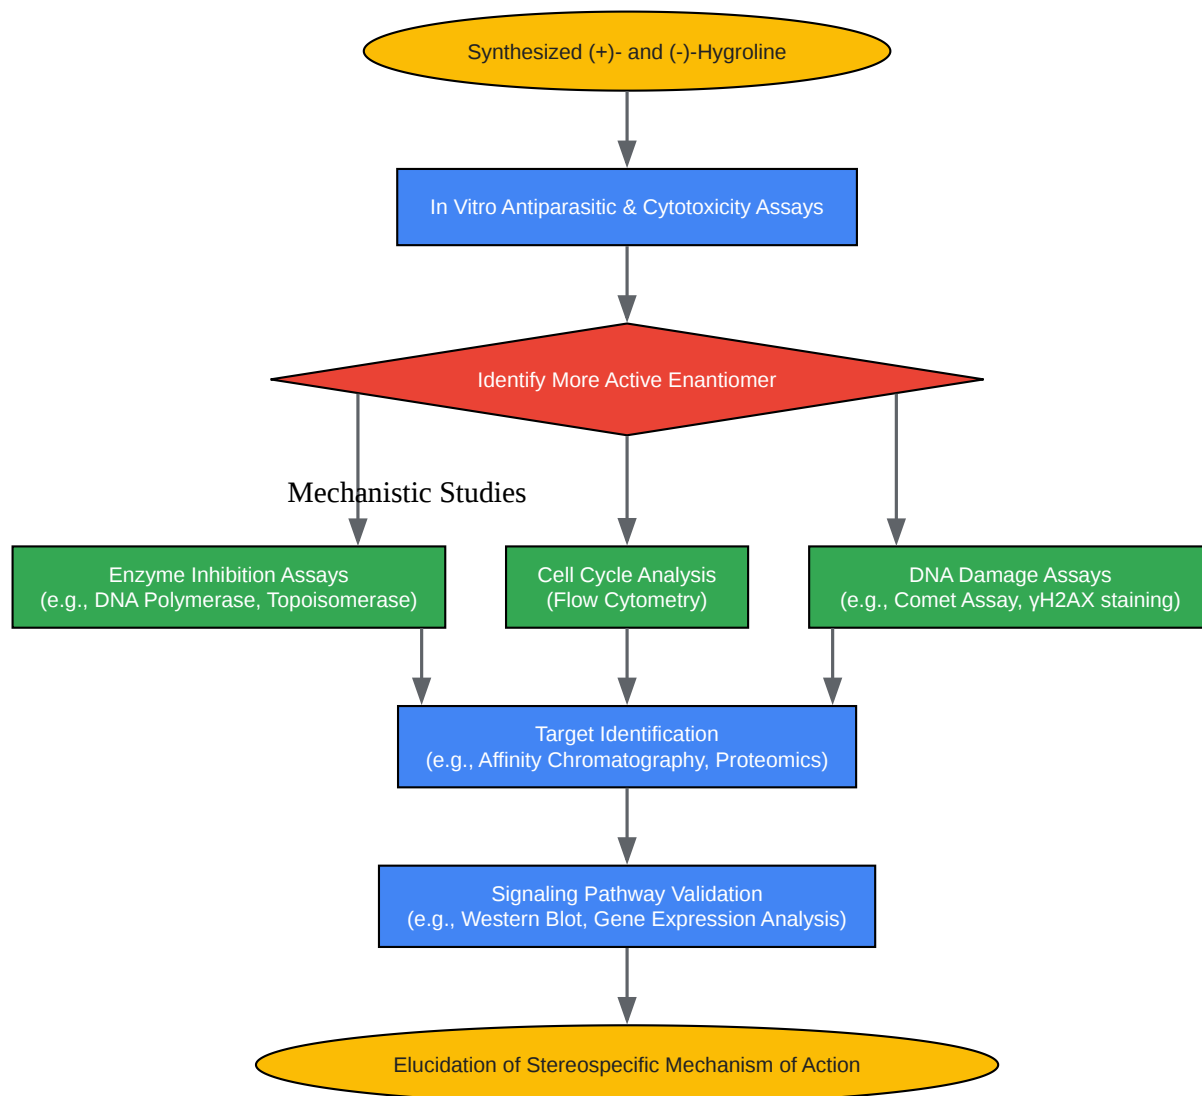 Synthesized (+)- and (-)-Hygroline
In Vitro Antiparasitic & Cytotoxicity Assays
Identify More Active Enantiomer
Mechanistic Studies
Enzyme Inhibition Assays
(e.g., DNA Polymerase, Topoisomerase)
Cell Cycle Analysis
(Flow Cytometry)
DNA Damage Assays
(e.g., Comet Assay, γH2AX staining)
Target Identification
(e.g., Affinity Chromatography, Proteomics)
Signaling Pathway Validation
(e.g., Western Blot, Gene Expression Analysis)
Elucidation of Stereospecific Mechanism of Action